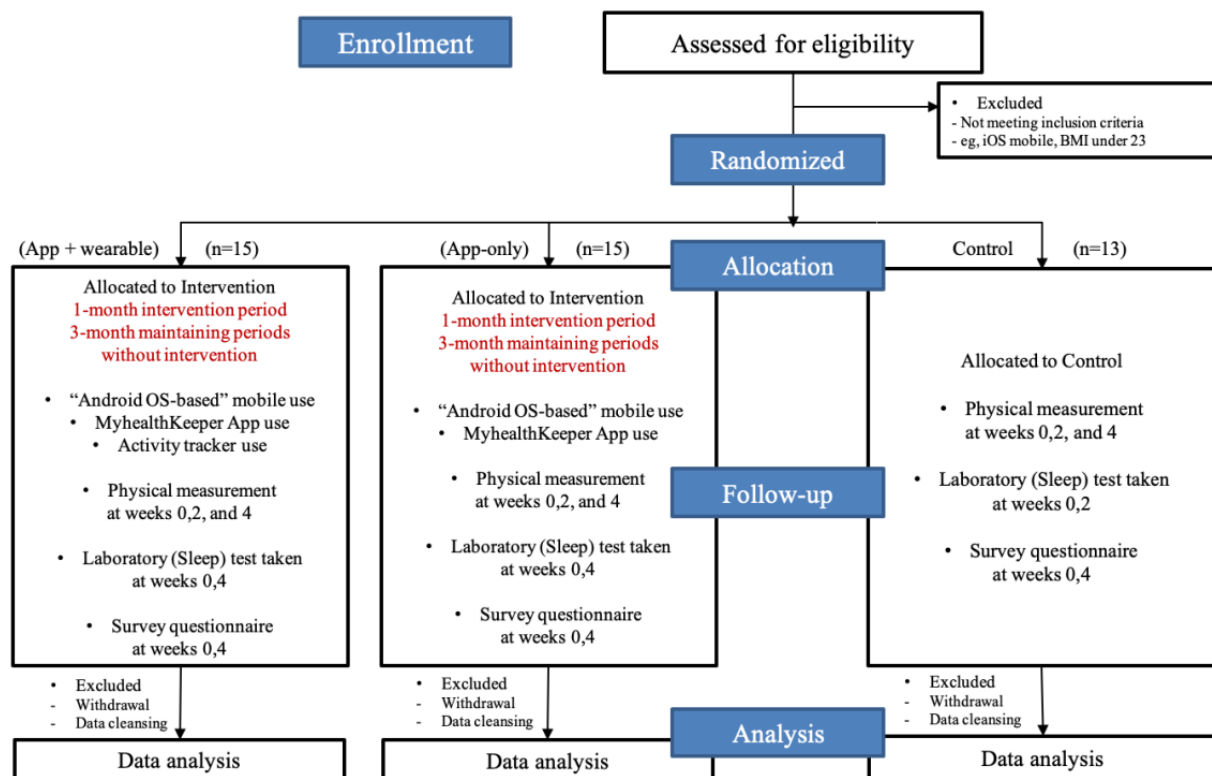 Enrollment
Assessed for eligibility
• Excluded
- Not meeting inclusion criteria
- eg, iOS mobile, BMI under 23
Randomized
(App + wearable) (n=15)
Allocated to Intervention
1-month intervention period
3-month maintaining periods
without intervention
• “Android OS-based” mobile use
• MyhealthKeeper App use
• Activity tracker use
• Physical measurement
at weeks 0,2, and 4
• Laboratory (Sleep) test taken
at weeks 0,4
• Survey questionnaire
at weeks 0,4
(App-only) (n=15)
Allocated to Intervention
1-month intervention period
3-month maintaining periods
without intervention
• “Android OS-based” mobile use
• MyhealthKeeper App use
• Physical measurement
at weeks 0,2, and 4
• Laboratory (Sleep) test taken
at weeks 0,4
• Survey questionnaire
at weeks 0,4
Allocation
Control (n=13)
Allocated to Control
• Physical measurement
at weeks 0,2, and 4
• Laboratory (Sleep) test taken
at weeks 0,2
• Survey questionnaire
at weeks 0,4
Follow-up
• Excluded
- Withdrawal
- Data cleansing
• Excluded
- Withdrawal
- Data cleansing
• Excluded
- Withdrawal
- Data cleansing
Analysis
Data analysis
Data analysis
Data analysis